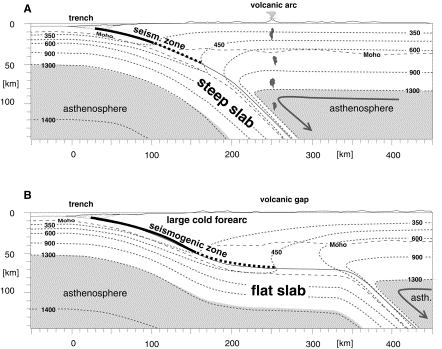 A
volcanic arc
trench
0
350
600
Moho
900
50
1300
[km]
100
1400
seism. zone
450
350
600
Moho
900
1300
steep slab
asthenosphere
asthenosphere
0
100
200
300
[km]
400
B
volcanic gap
trench
0
large cold forearc
Moho
350
600
900
50
1300
[km]
100
1400
seismogenic zone
450
350
600
Moho
900
1300
flat slab
asthenosphere
asth.
0
100
200
300
[km]
400